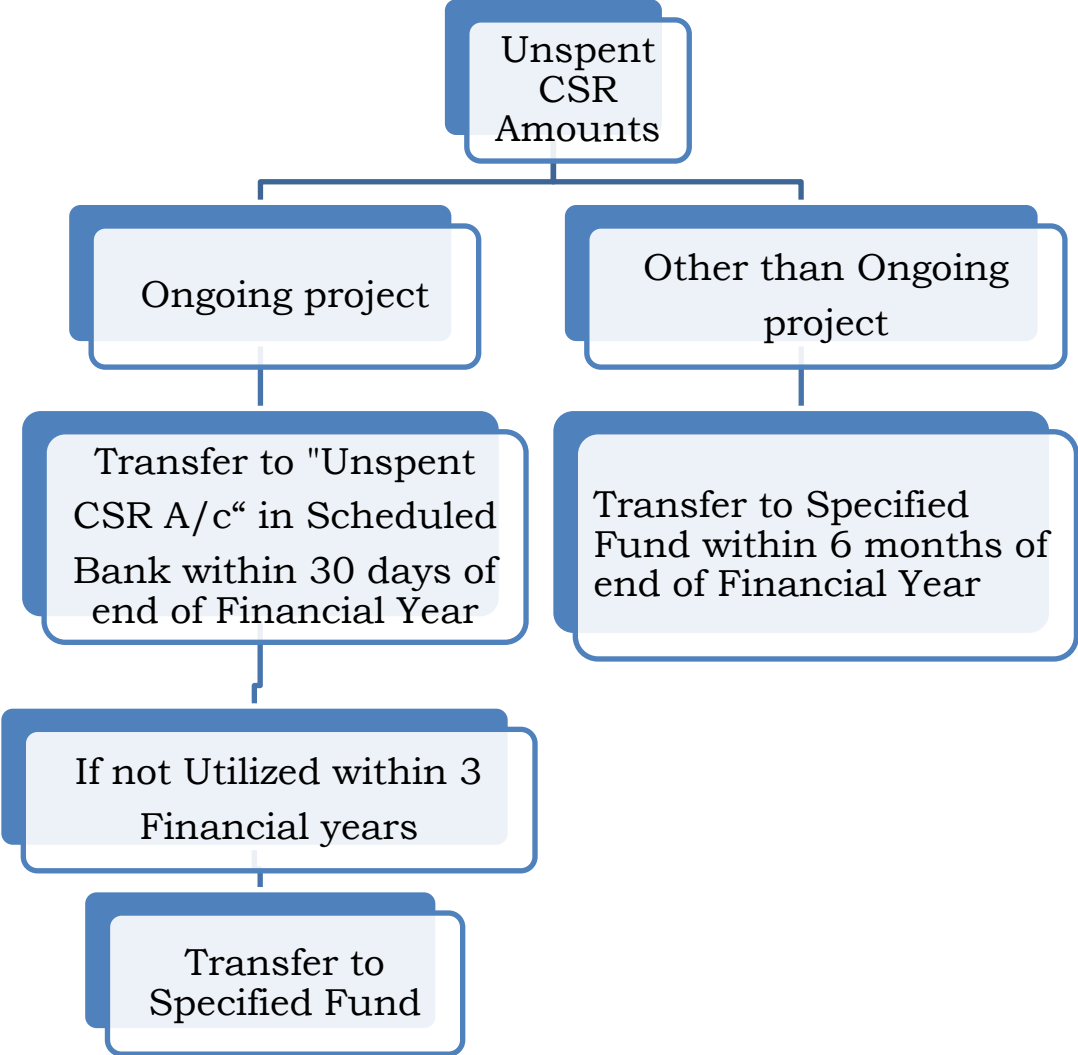 Unspent
CSR
Amounts
Ongoing project
Other than Ongoing
project
Transfer to "Unspent
CSR A/c“ in Scheduled
Bank within 30 days of
end of Financial Year
Transfer to Specified
Fund within 6 months of
end of Financial Year
If not Utilized within 3
Financial years
Transfer to
Specified Fund